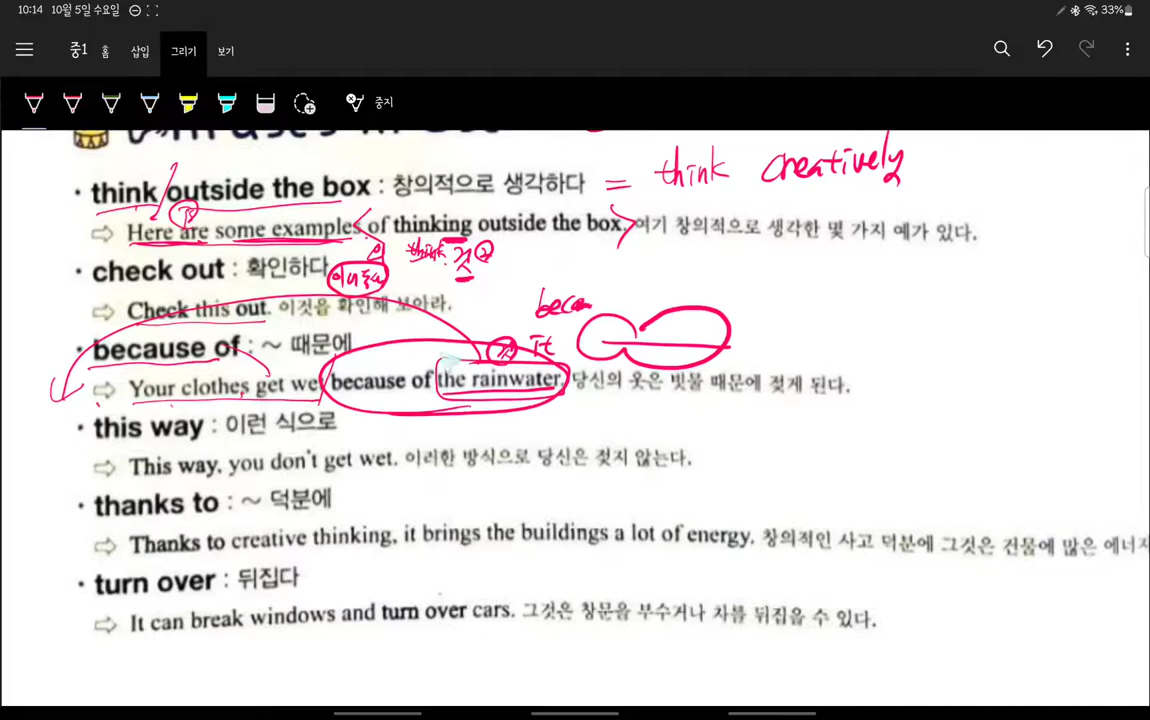 10:14 10월 5일 수요일 33%
중1 홈 삽입 그리기 보기
중지
think creatively
· think outside the box : 창의적으로 생각하다 =
⇨ Here are some examples of thinking outside the box. 여기 창의적으로 생각한 몇 가지 예가 있다.
것
· check out : 확인하다
⇨ Check this out. 이것을 확인해 보아라.
· because of : ~ 때문에
⇨ Your clothes get we because of the rainwater. 당신의 옷은 빗물 때문에 젖게 된다.
· this way : 이런 식으로
⇨ This way, you don't get wet. 이러한 방식으로 당신은 젖지 않는다.
· thanks to : ~ 덕분에
⇨ Thanks to creative thinking, it brings the buildings a lot of energy. 창의적인 사고 덕분에 그것은 건물에 많은 에너지
· turn over : 뒤집다
⇨ It can break windows and turn over cars. 그것은 창문을 부수거나 차를 뒤집을 수 있다.